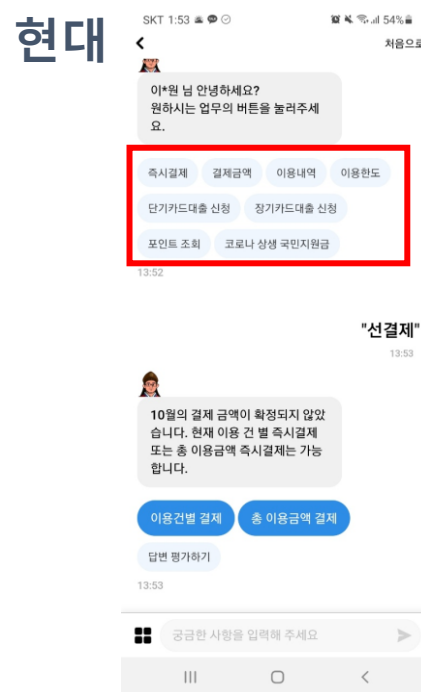 현대
SKT 1:53
54%
처음으로
이*원 님 안녕하세요?
원하시는 업무의 버튼을 눌러주세
요.
즉시결제 결제금액 이용내역 이용한도
단기카드대출 신청 장기카드대출 신청
포인트 조회 코로나 상생 국민지원금
13:52
"선결제"
13:53
10월의 결제 금액이 확정되지 않았
습니다. 현재 이용 건 별 즉시결제
또는 총 이용금액 즉시결제는 가능
합니다.
이용건별 결제 총 이용금액 결제
답변 평가하기
13:53
궁금한 사항을 입력해 주세요